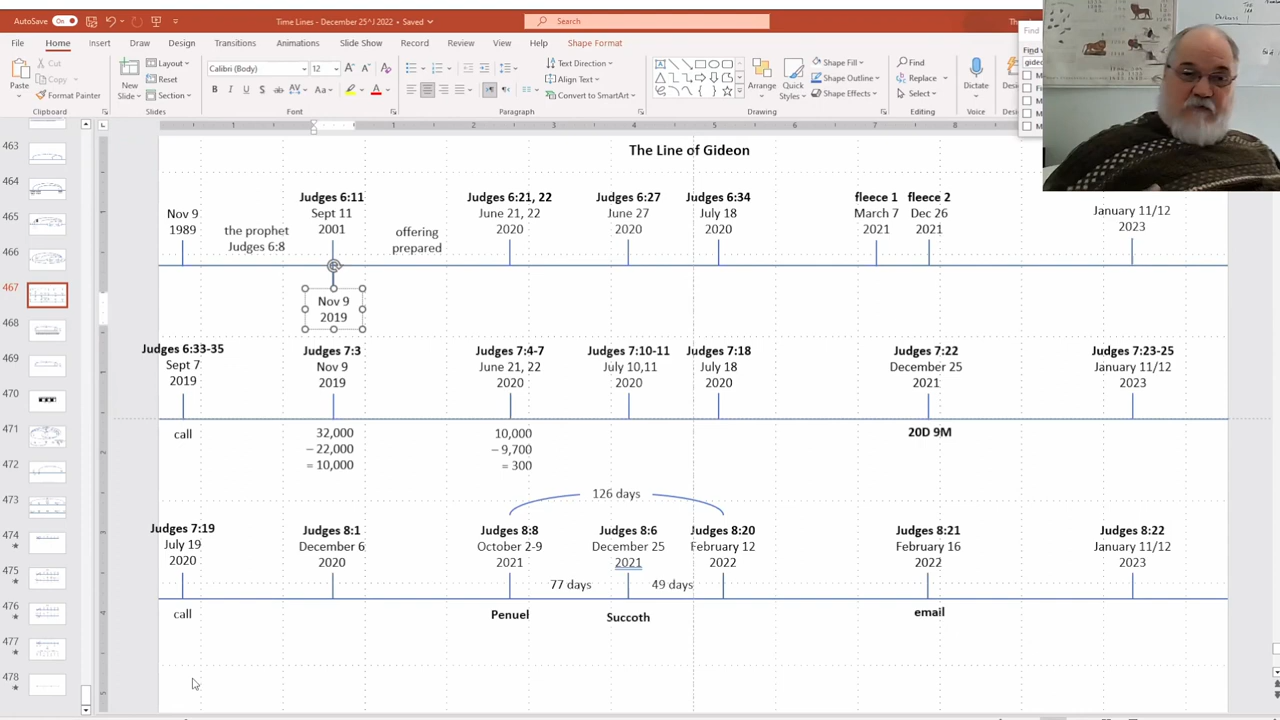 AutoSave On Time Lines - December 25^J 2022 • Saved Search
File Home Insert Draw Design Transitions Animations Slide Show Record Review View Help Shape Format
Paste
Cut
Copy
Format Painter
New
Slide
Layout
Reset
Section
Calibri (Body) 12
Text Direction
Align Text
Convert to SmartArt
Arrange
Quick
Styles
Shape Fill
Shape Outline
Shape Effects
Find
Replace
Select
Dictate
Clipboard Slides Font Paragraph Drawing Editing Voice
463
464
465
466
467
468
469
471
472
473
474
475
476
477
478
The Line of Gideon
Nov 9
1989
the prophet
Judges 6:8
Judges 6:11
Sept 11
2001
offering
prepared
Judges 6:21, 22
June 21, 22
2020
Judges 6:27
June 27
2020
Judges 6:34
July 18
2020
fleece 1
March 7
2021
fleece 2
Dec 26
2021
January 11/12
2023
Nov 9
2019
Judges 6:33-35
Sept 7
2019
call
Judges 7:3
Nov 9
2019
32,000
– 22,000
= 10,000
Judges 7:4-7
June 21, 22
2020
10,000
– 9,700
= 300
Judges 7:10-11
July 10,11
2020
Judges 7:18
July 18
2020
Judges 7:22
December 25
2021
20D 9M
Judges 7:23-25
January 11/12
2023
126 days
Judges 7:19
July 19
2020
call
Judges 8:1
December 6
2020
Judges 8:8
October 2-9
2021
Penuel
77 days
Judges 8:6
December 25
2021
Succoth
49 days
Judges 8:20
February 12
2022
Judges 8:21
February 16
2022
email
Judges 8:22
January 11/12
2023